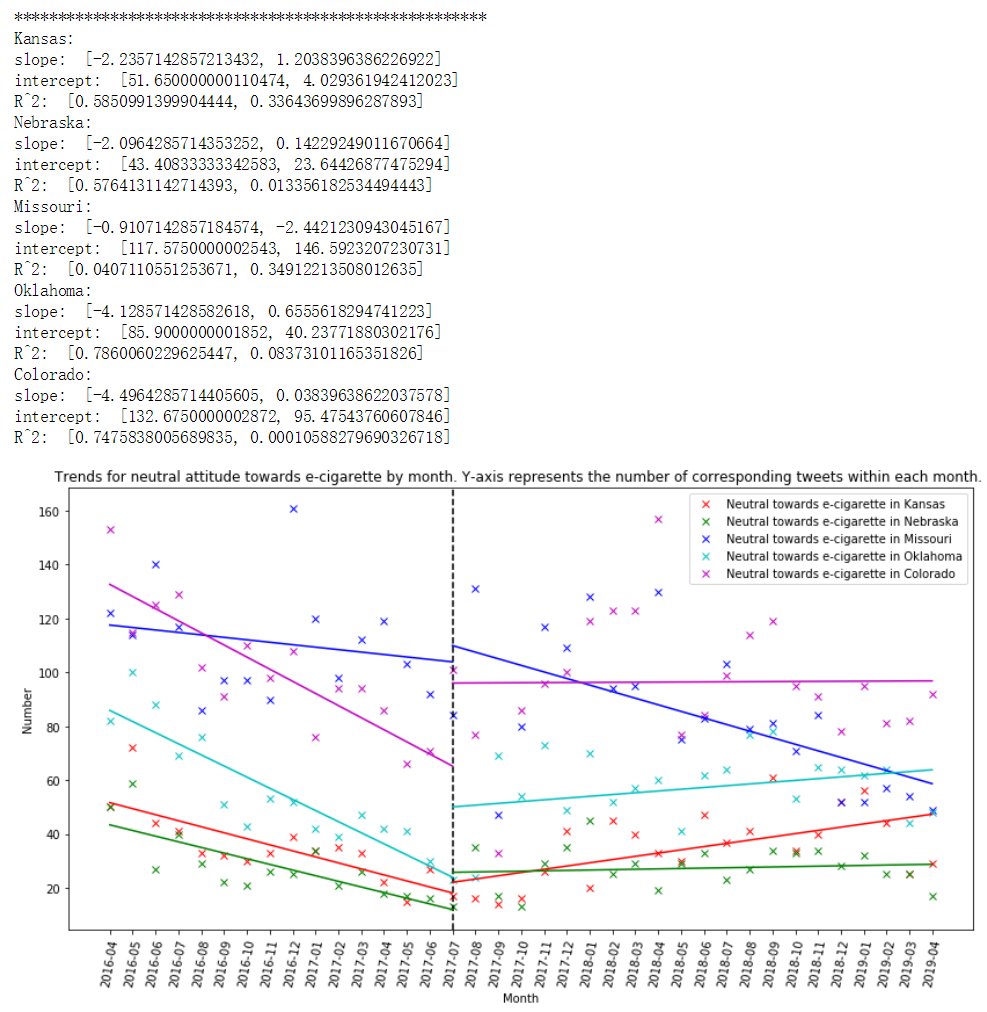 ******************************************************
Kansas:
slope:  [-2.2357142857213432, 1.2038396386226922]
intercept:  [51.650000000110474, 4.029361942412023]
R^2:  [0.5850991399904444, 0.33643699896287893]
Nebraska:
slope:  [-2.0964285714353252, 0.14229249011670664]
intercept:  [43.40833333342583, 23.64426877475294]
R^2:  [0.5764131142714393, 0.013356182534494443]
Missouri:
slope:  [-0.9107142857184574, -2.4421230943045167]
intercept:  [117.5750000002543, 146.5923207230731]
R^2:  [0.0407110551253671, 0.34912213508012635]
Oklahoma:
slope:  [-4.128571428582618, 0.6555618294741223]
intercept:  [85.9000000001852, 40.23771880302176]
R^2:  [0.7860060229625447, 0.08373101165351826]
Colorado:
slope:  [-4.4964285714405605, 0.03839638622037578]
intercept:  [132.6750000002872, 95.47543760607846]
R^2:  [0.7475838005689835, 0.00010588279690326718]
Trends for neutral attitude towards e-cigarette by month. Y-axis represents the number of corresponding tweets within each month.
Neutral towards e-cigarette in Kansas
Neutral towards e-cigarette in Nebraska
Neutral towards e-cigarette in Missouri
Neutral towards e-cigarette in Oklahoma
Neutral towards e-cigarette in Colorado
160
140
120
100
80
60
40
20
Number
2016-04
2016-05
2016-06
2016-07
2016-08
2016-09
2016-10
2016-11
2016-12
2017-01
2017-02
2017-03
2017-04
2017-05
2017-06
2017-07
2017-08
2017-09
2017-10
2017-11
2017-12
2018-01
2018-02
2018-03
2018-04
2018-05
2018-06
2018-07
2018-08
2018-09
2018-10
2018-11
2018-12
2019-01
2019-02
2019-03
2019-04
Month